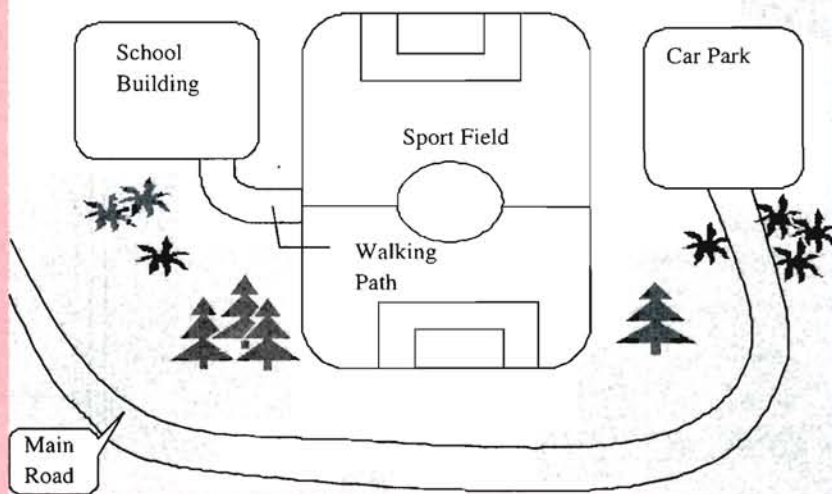 School
Building
Sport Field
Car Park
Walking
Path
Main
Road